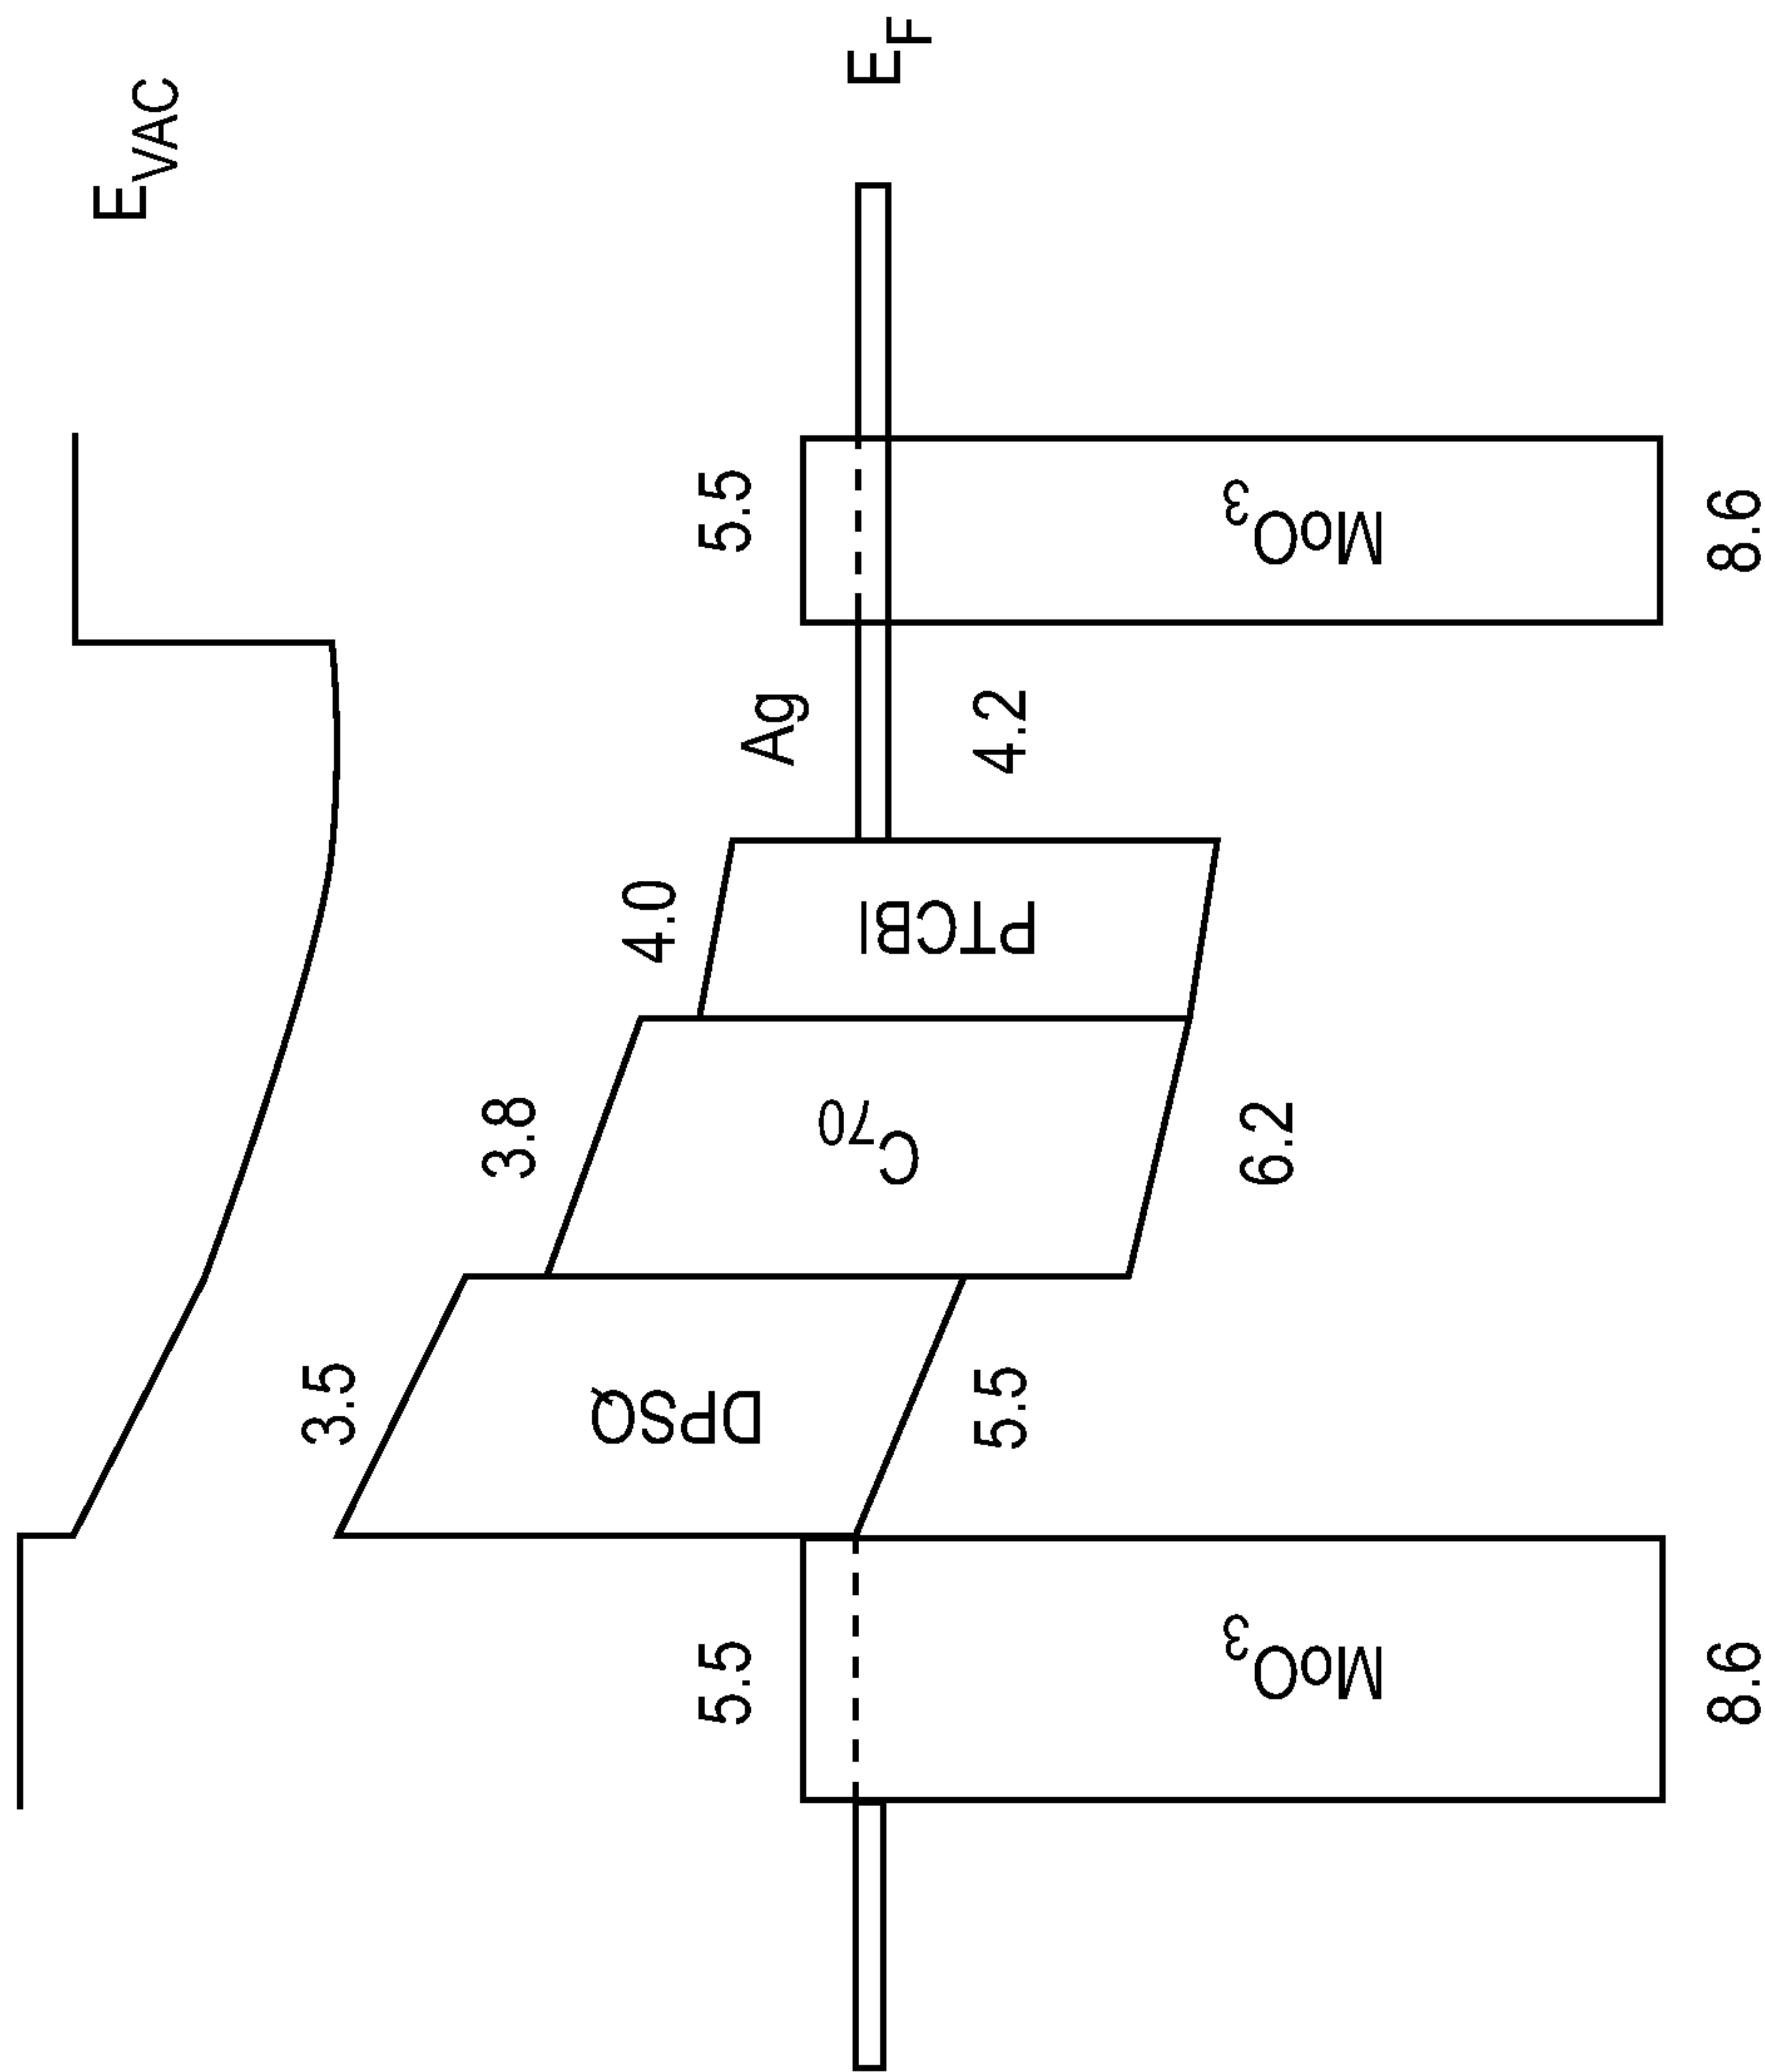 E_VAC
E_F
5.5
MoO₃
8.6
Ag
4.2
4.0
PTCBI
3.8
C₇₀
6.2
3.5
DPSQ
5.5
5.5
MoO₃
8.6